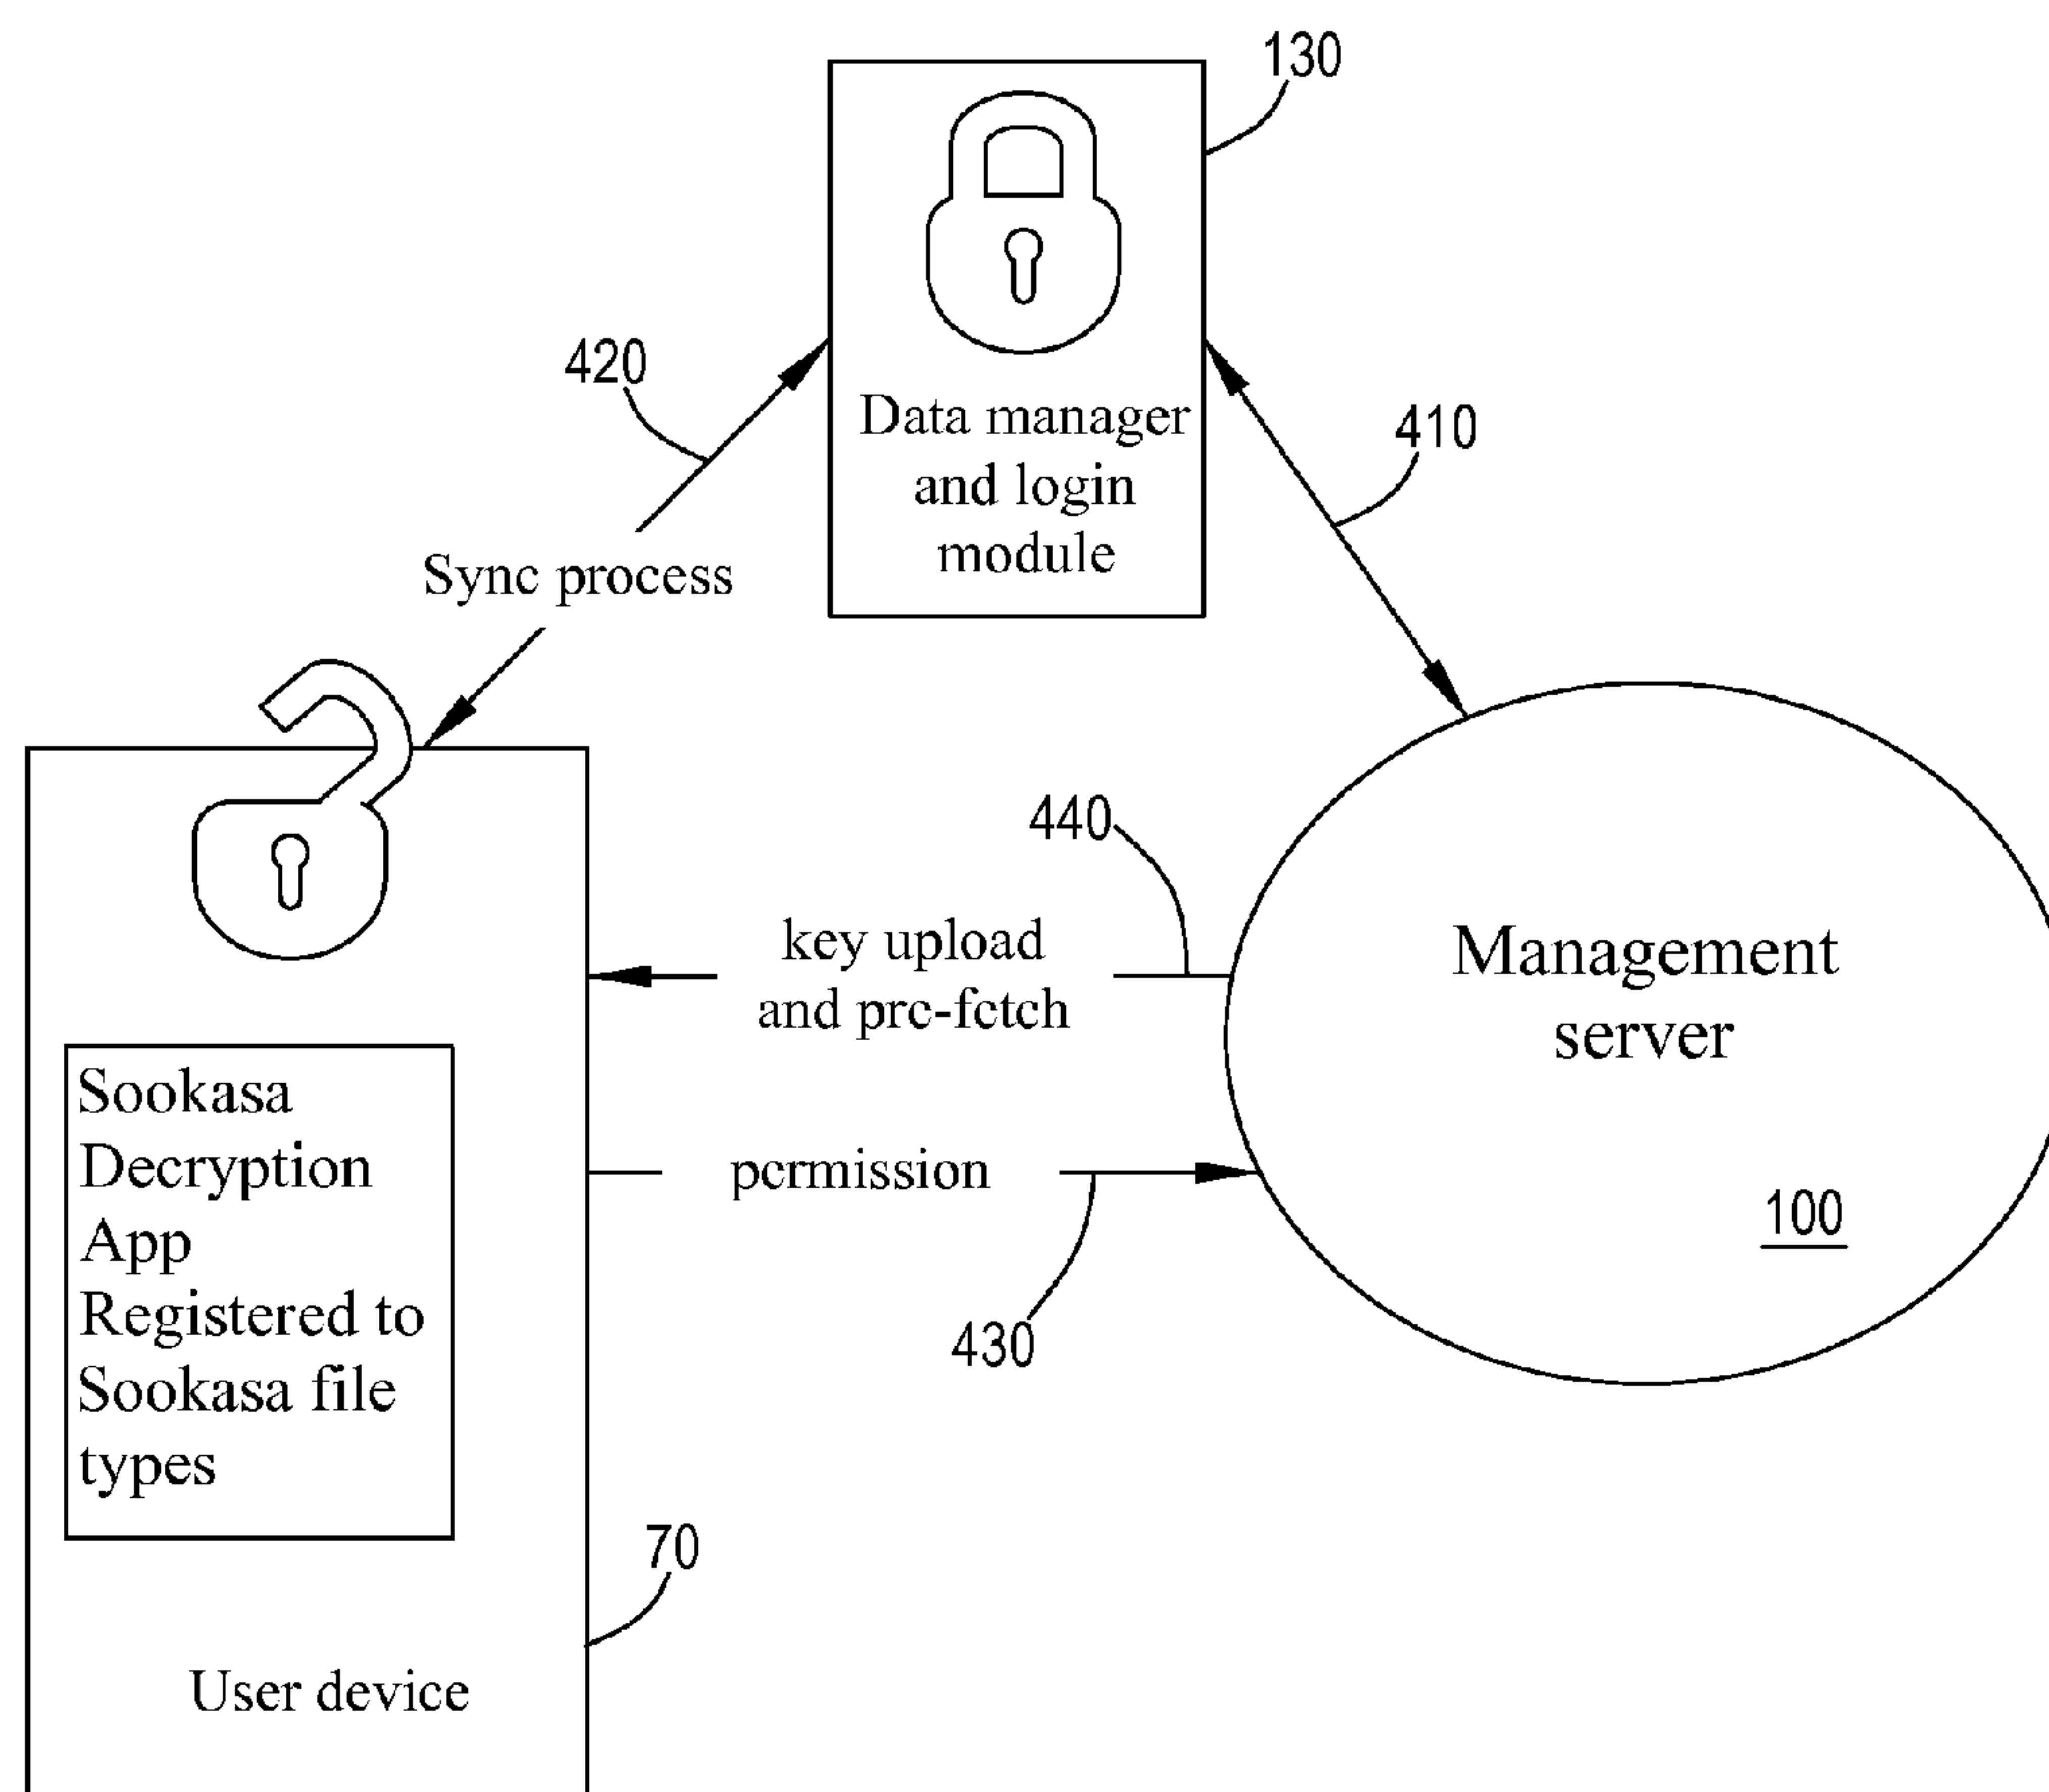 130
420
Data manager
and login
module
410
Sync process
440
key upload
and pre-fetch
Management
server
Sookasa
Decryption
App
Registered to
Sookasa file
types
permission
100
430
70
User device